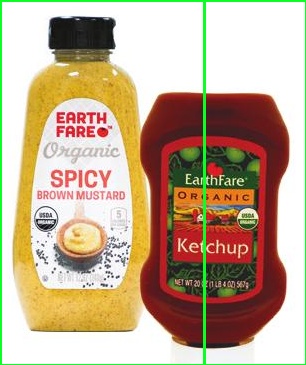 EARTH
FARE
Organic
SPICY
BROWN MUSTARD
USDA
ORGANIC
5
EarthFare
ORGANIC
USDA
ORGANIC
Ketchup
NET WT 20 OZ (1 LB 4 OZ) 567g